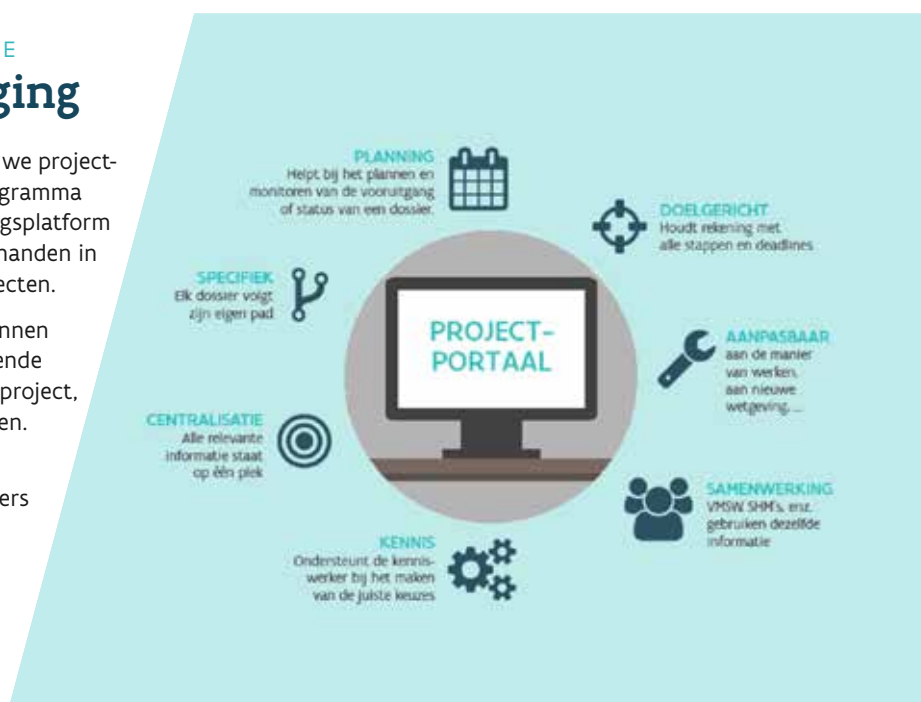 E
ging
we project-
gramma
gsplatform
handen in
ecten.
nnen
ende
project,
en.
ers
PLANNING
Helpt bij het plannen en
monitoren van de vooruitgang
of status van een dossier.
DOELGERICHT
Houdt rekening met
alle stappen en deadlines
SPECIFIEK
Elk dossier volgt
zijn eigen pad
PROJECT-
PORTAAL
AANPASBAAR
aan de manier
van werken,
aan nieuwe
wetgeving, ...
CENTRALISATIE
Alle relevante
informatie staat
op één plek
SAMENWERKING
VMSW, SHM's, enz.
gebruiken dezelfde
informatie
KENNIS
Ondersteunt de kennis-
werker bij het maken
van de juiste keuzes